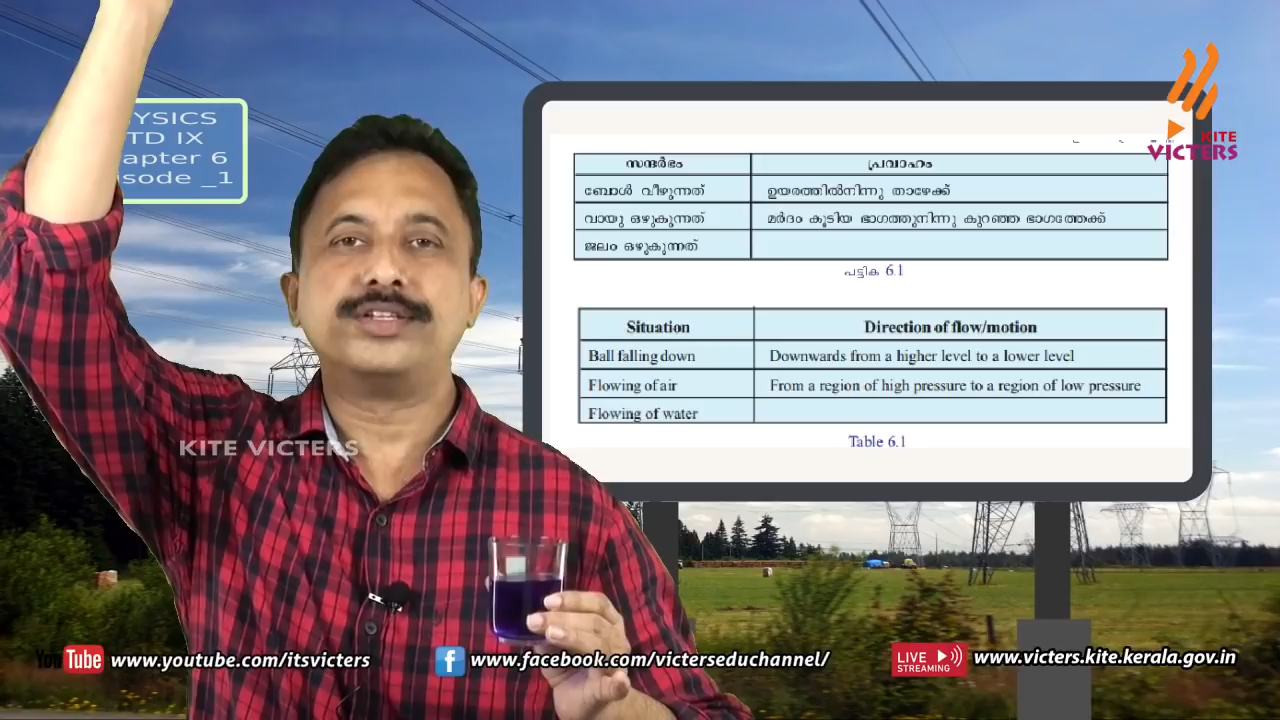 YSICS
TD IX
apter 6
sode _1
KITE
VICTERS
സന്ദർഭം പ്രവാഹം
ബോൾ വീഴുന്നത് ഉയരത്തിൽനിന്നു താഴേക്ക്
വായു ഒഴുകുന്നത് മർദം കൂടിയ ഭാഗത്തുനിന്നു കുറഞ്ഞ ഭാഗത്തേക്ക്
ജലം ഒഴുകുന്നത്
പട്ടിക 6.1
Situation Direction of flow/motion
Ball falling down Downwards from a higher level to a lower level
Flowing of air From a region of high pressure to a region of low pressure
Flowing of water
Table 6.1
KITE VICTERS
YouTube www.youtube.com/itsvicters
f www.facebook.com/victerseduchannel/
LIVE
STREAMING
www.victers.kite.kerala.gov.in